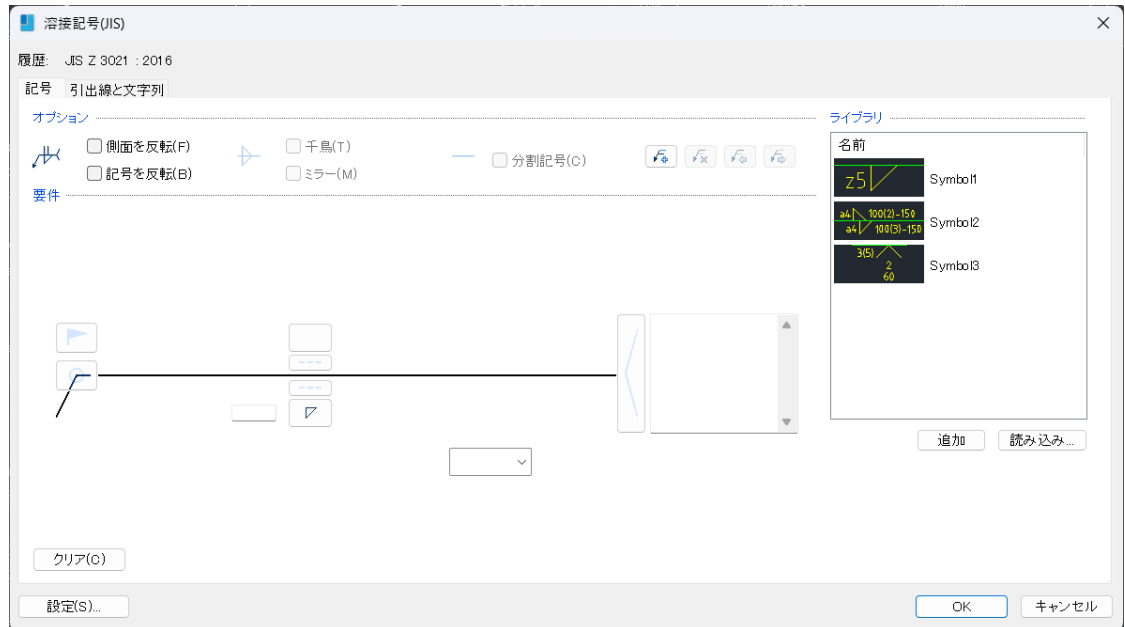 溶接記号(JIS)
履歴: JIS Z 3021 : 2016
記号 引出線と文字列
オプション
側面を反転(F)
記号を反転(B)
千鳥(T)
ミラー(M)
分割記号(C)
要件
ライブラリ
名前
z5 Symbol1
a4 100(2)-150
a4 100(3)-150
Symbol2
3(5)
2
60
Symbol3
追加 読み込み...
クリア(C)
設定(S)... OK キャンセル